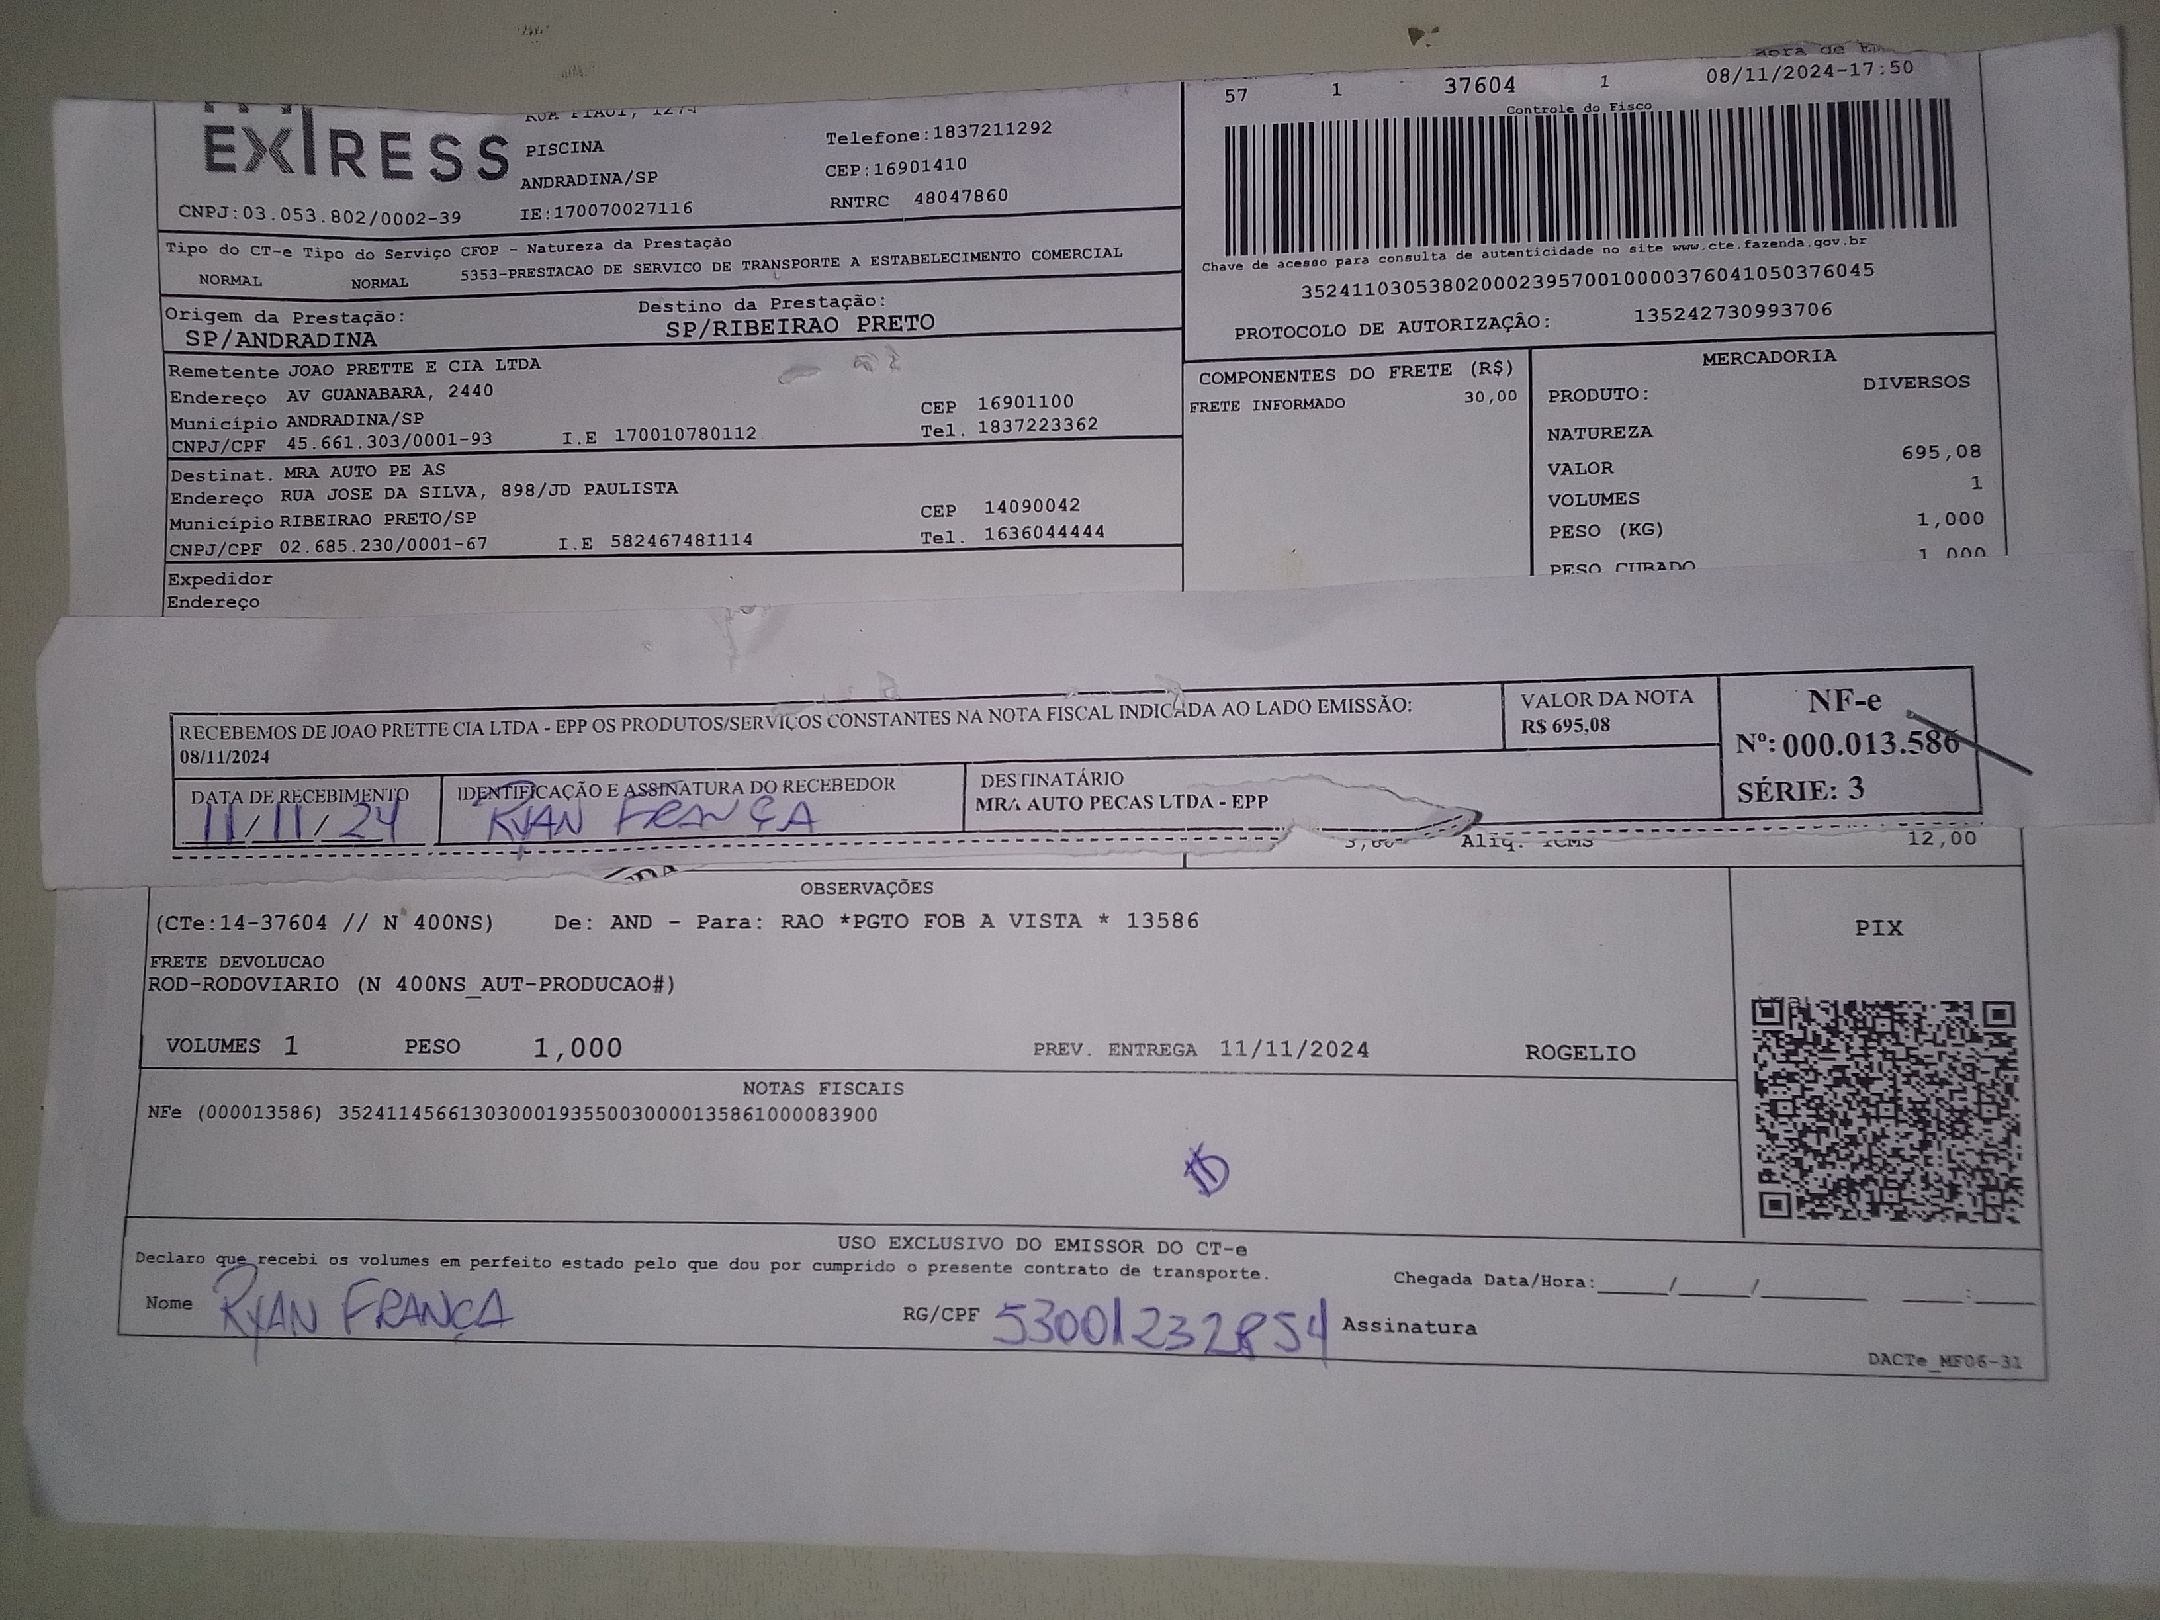 EXPRESS
PISCINA
ANDRADINA/SP
CNPJ:03.053.802/0002-39 IE:170070027116
Telefone:1837211292
CEP:16901410
RNTRC 48047860
57 1 37604 1 08/11/2024-17:50
Controle do Fisco
Chave de acesso para consulta de autenticidade no site www.cte.fazenda.gov.br
35241103053802000239570010000376041050376045
PROTOCOLO DE AUTORIZAÇÃO: 135242730993706
Tipo do CT-e Tipo do Serviço CFOP - Natureza da Prestação
NORMAL NORMAL 5353-PRESTACAO DE SERVICO DE TRANSPORTE A ESTABELECIMENTO COMERCIAL
Origem da Prestação: Destino da Prestação:
SP/ANDRADINA SP/RIBEIRAO PRETO
Remetente JOAO PRETTE E CIA LTDA
Endereço AV GUANABARA, 2440
Município ANDRADINA/SP CEP 16901100
CNPJ/CPF 45.661.303/0001-93 I.E 170010780112 Tel. 1837223362
Destinat. MRA AUTO PE AS
Endereço RUA JOSE DA SILVA, 898/JD PAULISTA
Município RIBEIRAO PRETO/SP CEP 14090042
CNPJ/CPF 02.685.230/0001-67 I.E 582467481114 Tel. 1636044444
Expedidor
Endereço
COMPONENTES DO FRETE (R$)
FRETE INFORMADO 30,00
MERCADORIA
PRODUTO: DIVERSOS
NATUREZA
VALOR 695,08
VOLUMES 1
PESO (KG) 1,000
PESO CUBADO 1,000
RECEBEMOS DE JOAO PRETTE CIA LTDA - EPP OS PRODUTOS/SERVIÇOS CONSTANTES NA NOTA FISCAL INDICADA AO LADO EMISSÃO:
08/11/2024
VALOR DA NOTA
R$ 695,08
NF-e
Nº: 000.013.586
SÉRIE: 3
DATA DE RECEBIMENTO
11/11/24
IDENTIFICAÇÃO E ASSINATURA DO RECEBEDOR
RYAN FRANÇA
DESTINATÁRIO
MRA AUTO PECAS LTDA - EPP
Aliq. ICMS 12,00
OBSERVAÇÕES
(CTe:14-37604 // N 400NS) De: AND - Para: RAO *PGTO FOB A VISTA * 13586
FRETE DEVOLUCAO
ROD-RODOVIARIO (N 400NS_AUT-PRODUCAO#)
VOLUMES 1 PESO 1,000 PREV. ENTREGA 11/11/2024 ROGELIO
PIX
NOTAS FISCAIS
NFe (000013586) 35241145661303000193550030000135861000083900
USO EXCLUSIVO DO EMISSOR DO CT-e
Declaro que recebi os volumes em perfeito estado pelo que dou por cumprido o presente contrato de transporte.
Chegada Data/Hora:____/____/______ ____:____
Nome RYAN FRANÇA RG/CPF 53001232854 Assinatura
DACTe_MF06-31